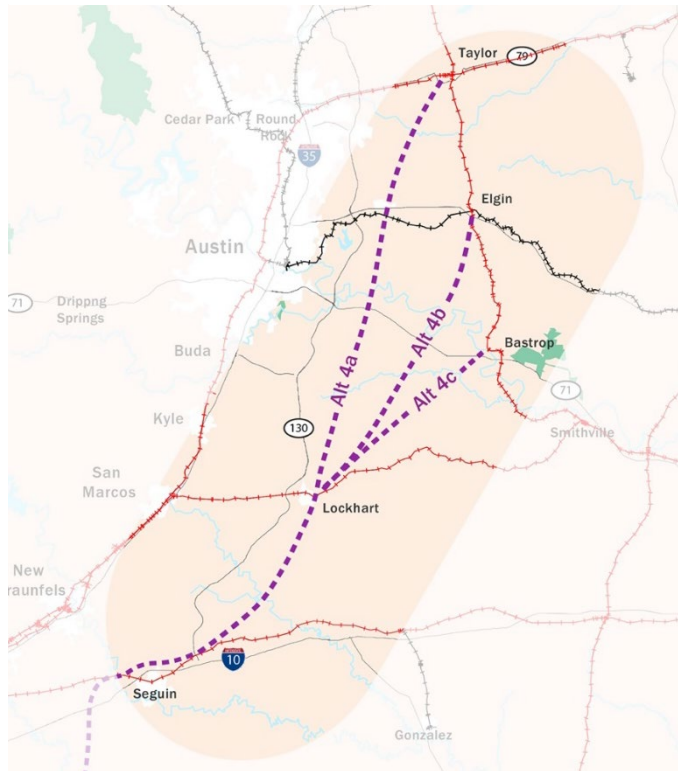 Taylor
79
Cedar Park
Round
Rock
35
Elgin
Austin
71
Drippng
Springs
Alt 4a
Alt 4b
Bastrop
Buda
Alt 4c
71
Kyle
130
Smithville
San
Marcos
Lockhart
New
raunfels
10
Seguin
Gonzalez